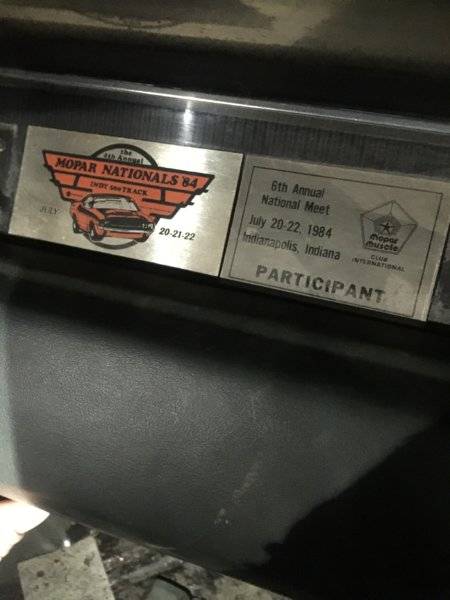 the
4th Annual
MOPAR NATIONALS '84
INDY 500 TRACK
JULY
20-21-22
6th Annual
National Meet
July 20-22, 1984
Indianapolis, Indiana
mopar
muscle
CLUB
INTERNATIONAL
PARTICIPANT